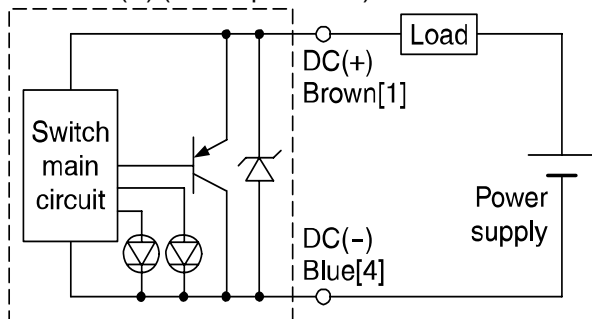 Load
DC(+)
Brown[1]
Switch
main
circuit
Power
supply
DC(−)
Blue[4]